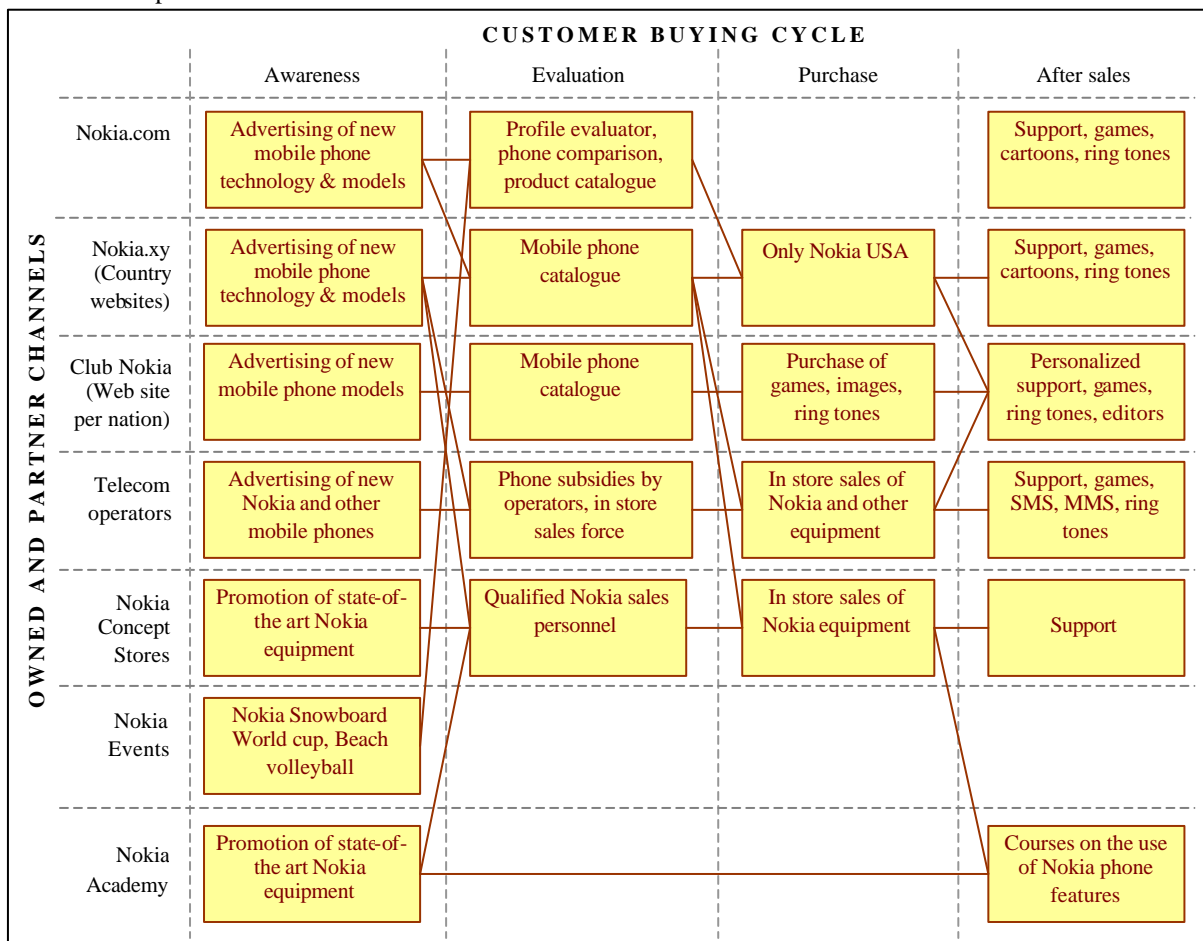 CUSTOMER BUYING CYCLE
Awareness
Evaluation
Purchase
After sales
OWNED AND PARTNER CHANNELS
Nokia.com
Advertising of new
mobile phone
technology & models
Profile evaluator,
phone comparison,
product catalogue
Support, games,
cartoons, ring tones
Nokia.xy
(Country
websites)
Advertising of new
mobile phone
technology & models
Mobile phone
catalogue
Only Nokia USA
Support, games,
cartoons, ring tones
Club Nokia
(Web site
per nation)
Advertising of new
mobile phone models
Mobile phone
catalogue
Purchase of
games, images,
ring tones
Personalized
support, games,
ring tones, editors
Telecom
operators
Advertising of new
Nokia and other
mobile phones
Phone subsidies by
operators, in store
sales force
In store sales of
Nokia and other
equipment
Support, games,
SMS, MMS, ring
tones
Nokia
Concept
Stores
Promotion of state-of-
the art Nokia
equipment
Qualified Nokia sales
personnel
In store sales of
Nokia equipment
Support
Nokia
Events
Nokia Snowboard
World cup, Beach
volleyball
Nokia
Academy
Promotion of state-of-
the art Nokia
equipment
Courses on the use
of Nokia phone
features